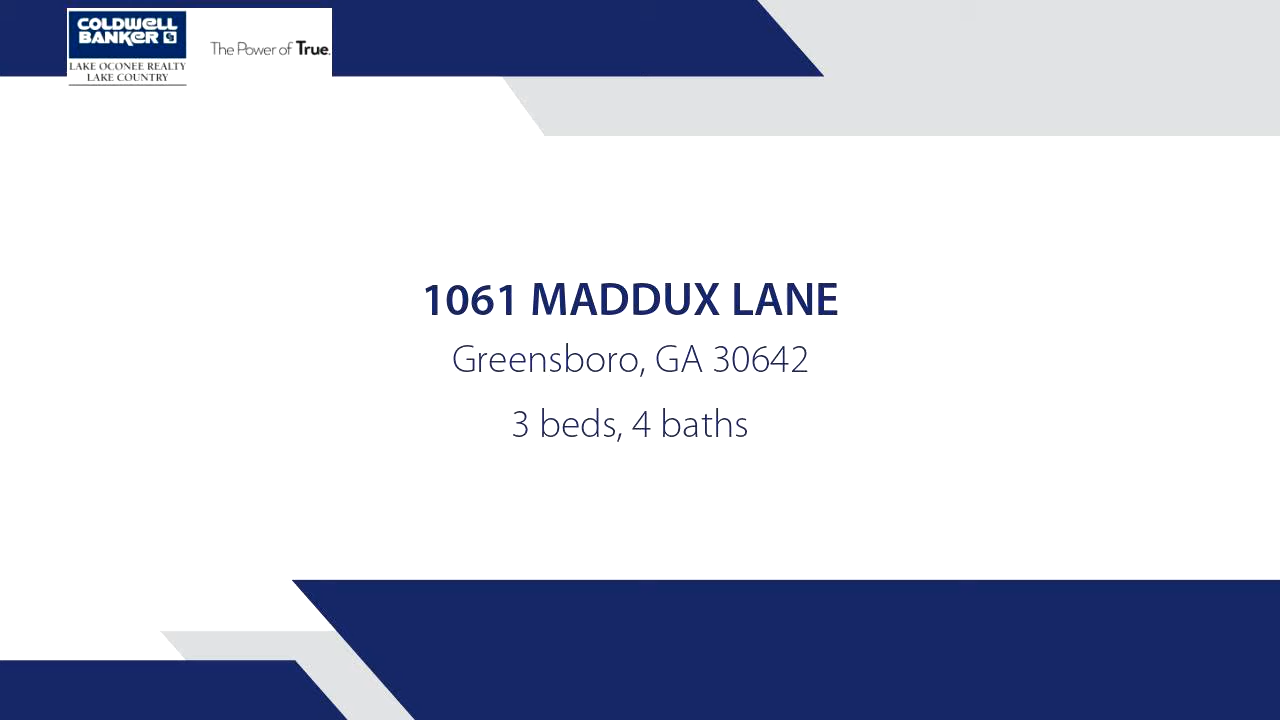 COLDWELL
BANKER
LAKE OCONEE REALTY
LAKE COUNTRY
The Power of True.
1061 MADDUX LANE
Greensboro, GA 30642
3 beds, 4 baths